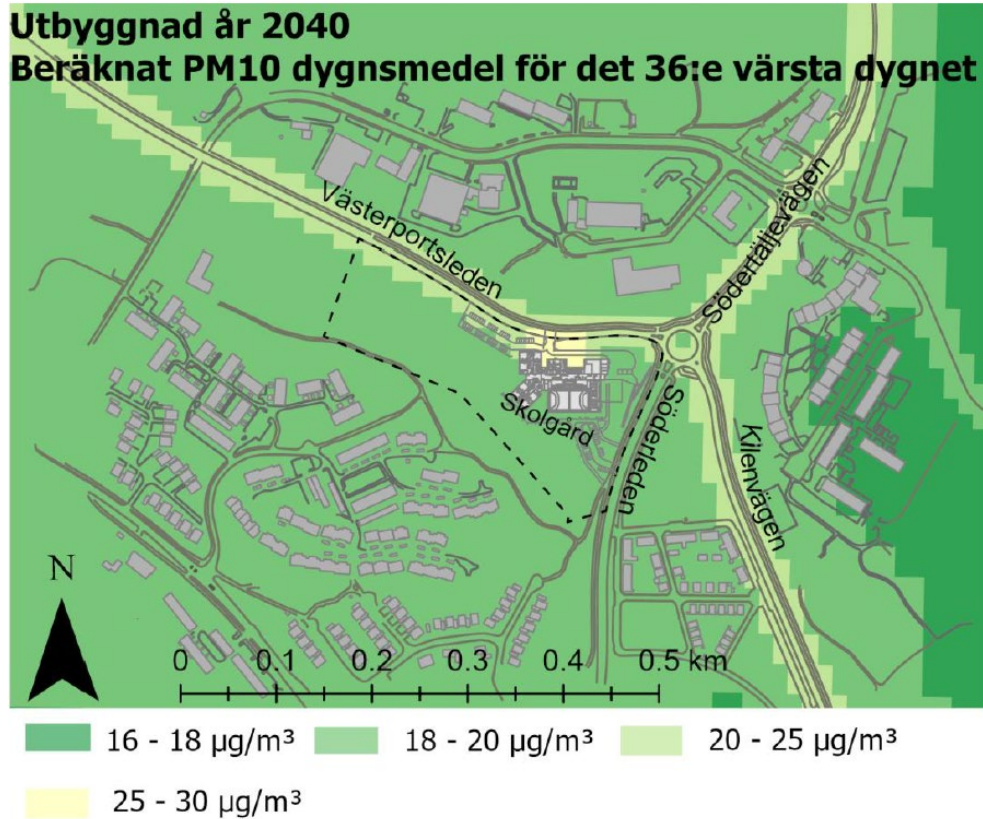 Utbyggnad år 2040
Beräknat PM10 dygnsmedel för det 36:e värsta dygnet
Västerportsleden
Södertäljevägen
Skolgård
Söderleden
Kilenvägen
N
0 0.1 0.2 0.3 0.4 0.5 km
16 - 18 µg/m³ 18 - 20 µg/m³ 20 - 25 µg/m³
25 - 30 µg/m³